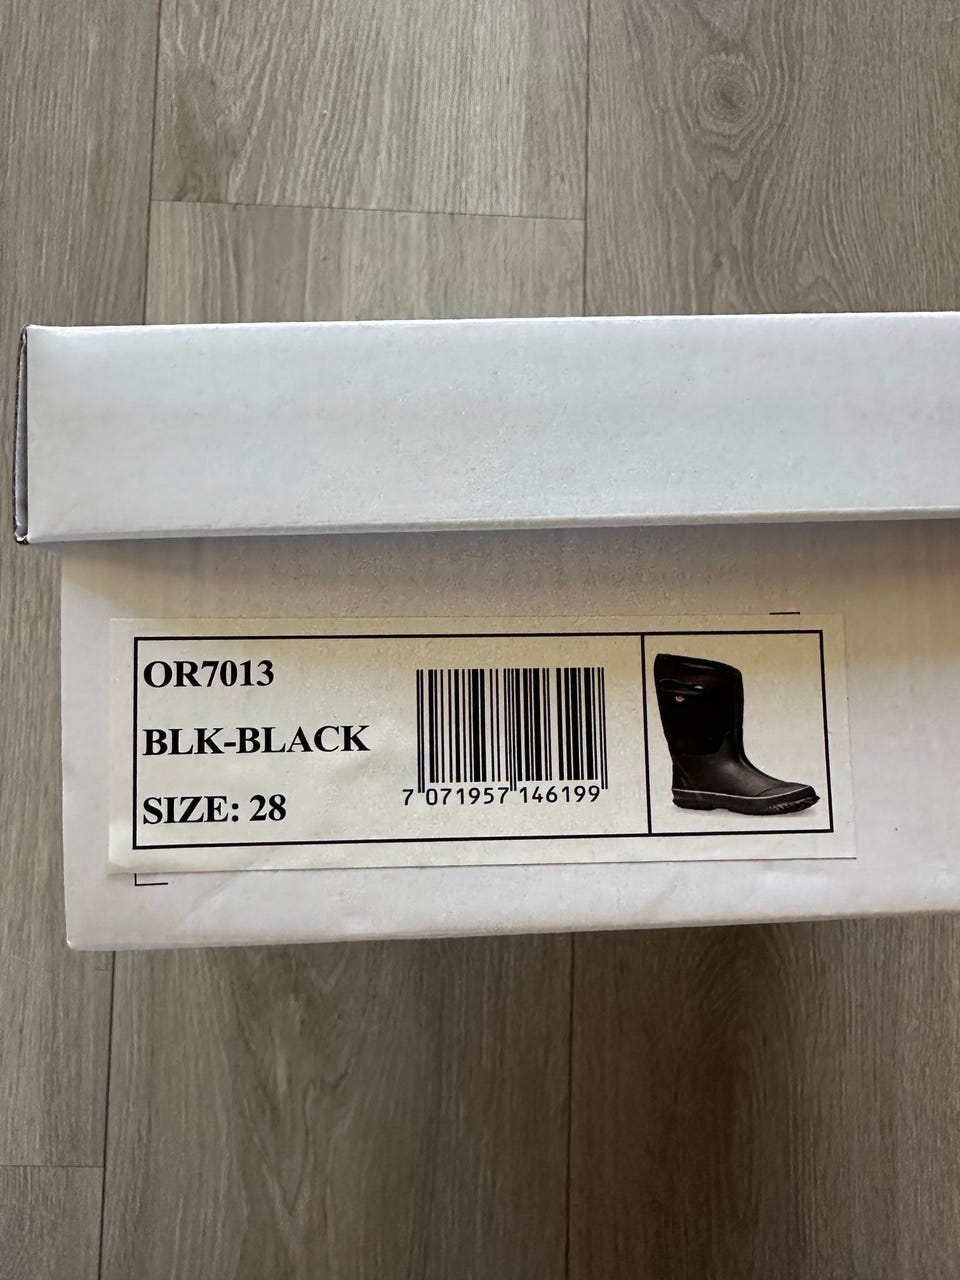 OR7013
BLK-BLACK
SIZE: 28
7 071957 146199